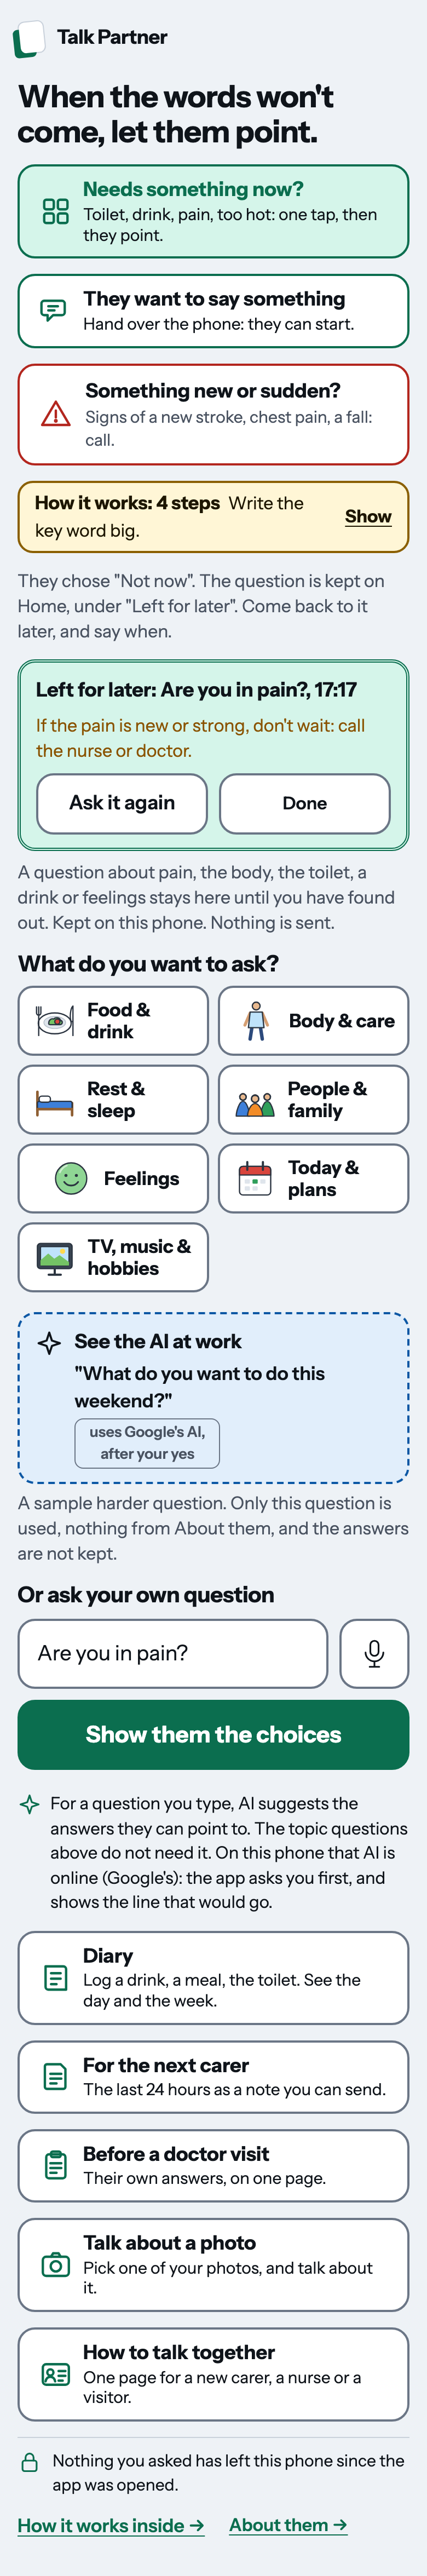 Talk Partner
When the words won't
come, let them point.
Needs something now?
Toilet, drink, pain, too hot: one tap, then
they point.
They want to say something
Hand over the phone: they can start.
Something new or sudden?
Signs of a new stroke, chest pain, a fall:
call.
How it works: 4 steps Write the
key word big.
Show
They chose "Not now". The question is kept on
Home, under "Left for later". Come back to it
later, and say when.
Left for later: Are you in pain?, 17:17
If the pain is new or strong, don't wait: call
the nurse or doctor.
Ask it again
Done
A question about pain, the body, the toilet, a
drink or feelings stays here until you have found
out. Kept on this phone. Nothing is sent.
What do you want to ask?
Food &
drink
Body & care
Rest &
sleep
People &
family
Feelings
Today &
plans
TV, music &
hobbies
See the AI at work
"What do you want to do this
weekend?"
uses Google's AI,
after your yes
A sample harder question. Only this question is
used, nothing from About them, and the answers
are not kept.
Or ask your own question
Are you in pain?
Show them the choices
For a question you type, AI suggests the
answers they can point to. The topic questions
above do not need it. On this phone that AI is
online (Google's): the app asks you first, and
shows the line that would go.
Diary
Log a drink, a meal, the toilet. See the
day and the week.
For the next carer
The last 24 hours as a note you can send.
Before a doctor visit
Their own answers, on one page.
Talk about a photo
Pick one of your photos, and talk about
it.
How to talk together
One page for a new carer, a nurse or a
visitor.
Nothing you asked has left this phone since the
app was opened.
How it works inside →
About them →